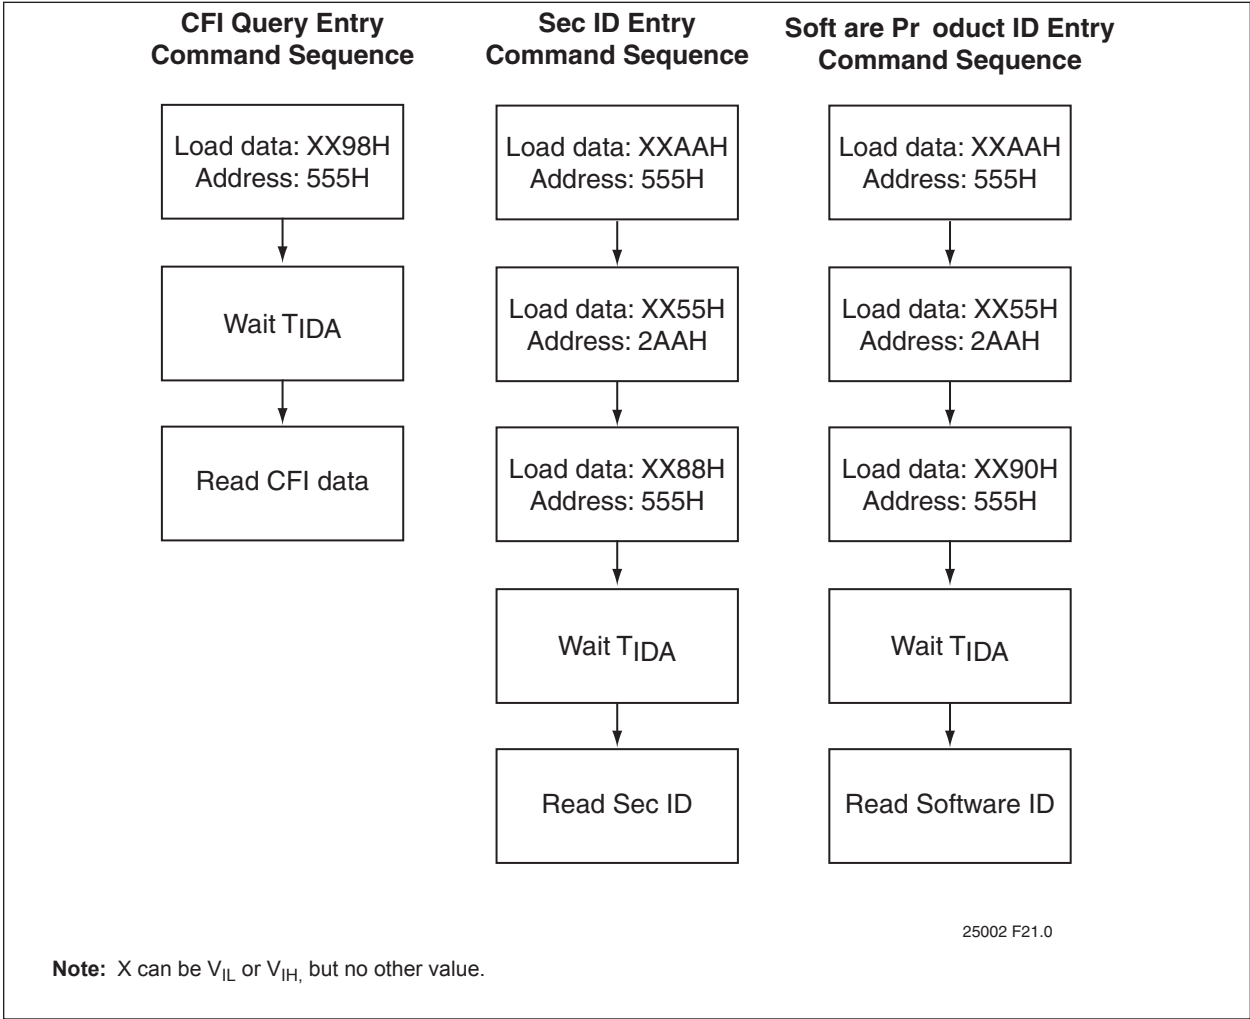 CFI Query Entry
Command Sequence
Load data: XX98H
Address: 555H
Wait TIDA
Read CFI data
Sec ID Entry
Command Sequence
Load data: XXAAH
Address: 555H
Load data: XX55H
Address: 2AAH
Load data: XX88H
Address: 555H
Wait TIDA
Read Sec ID
Soft are Pr oduct ID Entry
Command Sequence
Load data: XXAAH
Address: 555H
Load data: XX55H
Address: 2AAH
Load data: XX90H
Address: 555H
Wait TIDA
Read Software ID
25002 F21.0
Note: X can be VIL or VIH, but no other value.